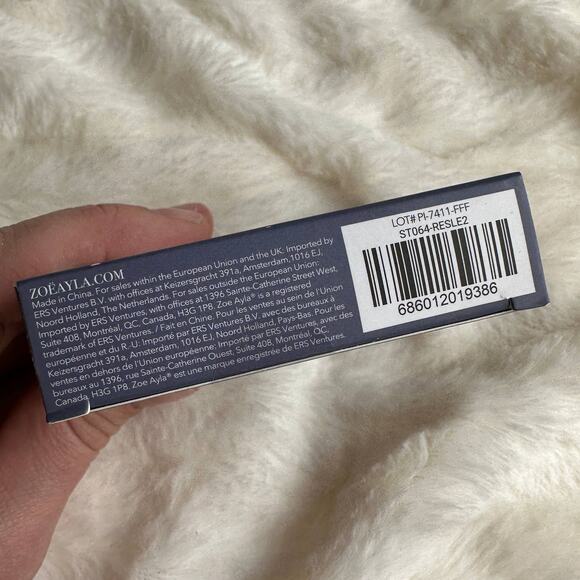 ZOËAYLA.COM
Made in China. For sales within the European Union and the UK: Imported by
ERS Ventures B.V. with offices at Keizersgracht 391a, Amsterdam, 1016 EJ,
Noord Holland, The Netherlands. For sales outside the European Union:
Imported by ERS Ventures, with offices at 1396 Sainte-Catherine Street West,
Suite 408, Montréal, QC. Canada, H3G 1P8. Zoe Ayla® is a registered
trademark of ERS Ventures. / Fait en Chine. Pour les ventes au sein de l'Union
européenne et du R.-U: Importé par ERS Ventures B.V. avec des bureaux à
Keizersgracht 391a, Amsterdam, 1016 EJ, Noord Holland, Pays-Bas. Pour les
ventes en dehors de l'Union européenne: Importé par ERS Ventures, avec des
bureaux au 1396, rue Sainte-Catherine Ouest, Suite 408, Montréal, QC.
Canada, H3G 1P8. Zoe Ayla® est une marque enregistrée de ERS Ventures.
LOT# PI-7411-FFF
ST064-RESLE2
686012019386